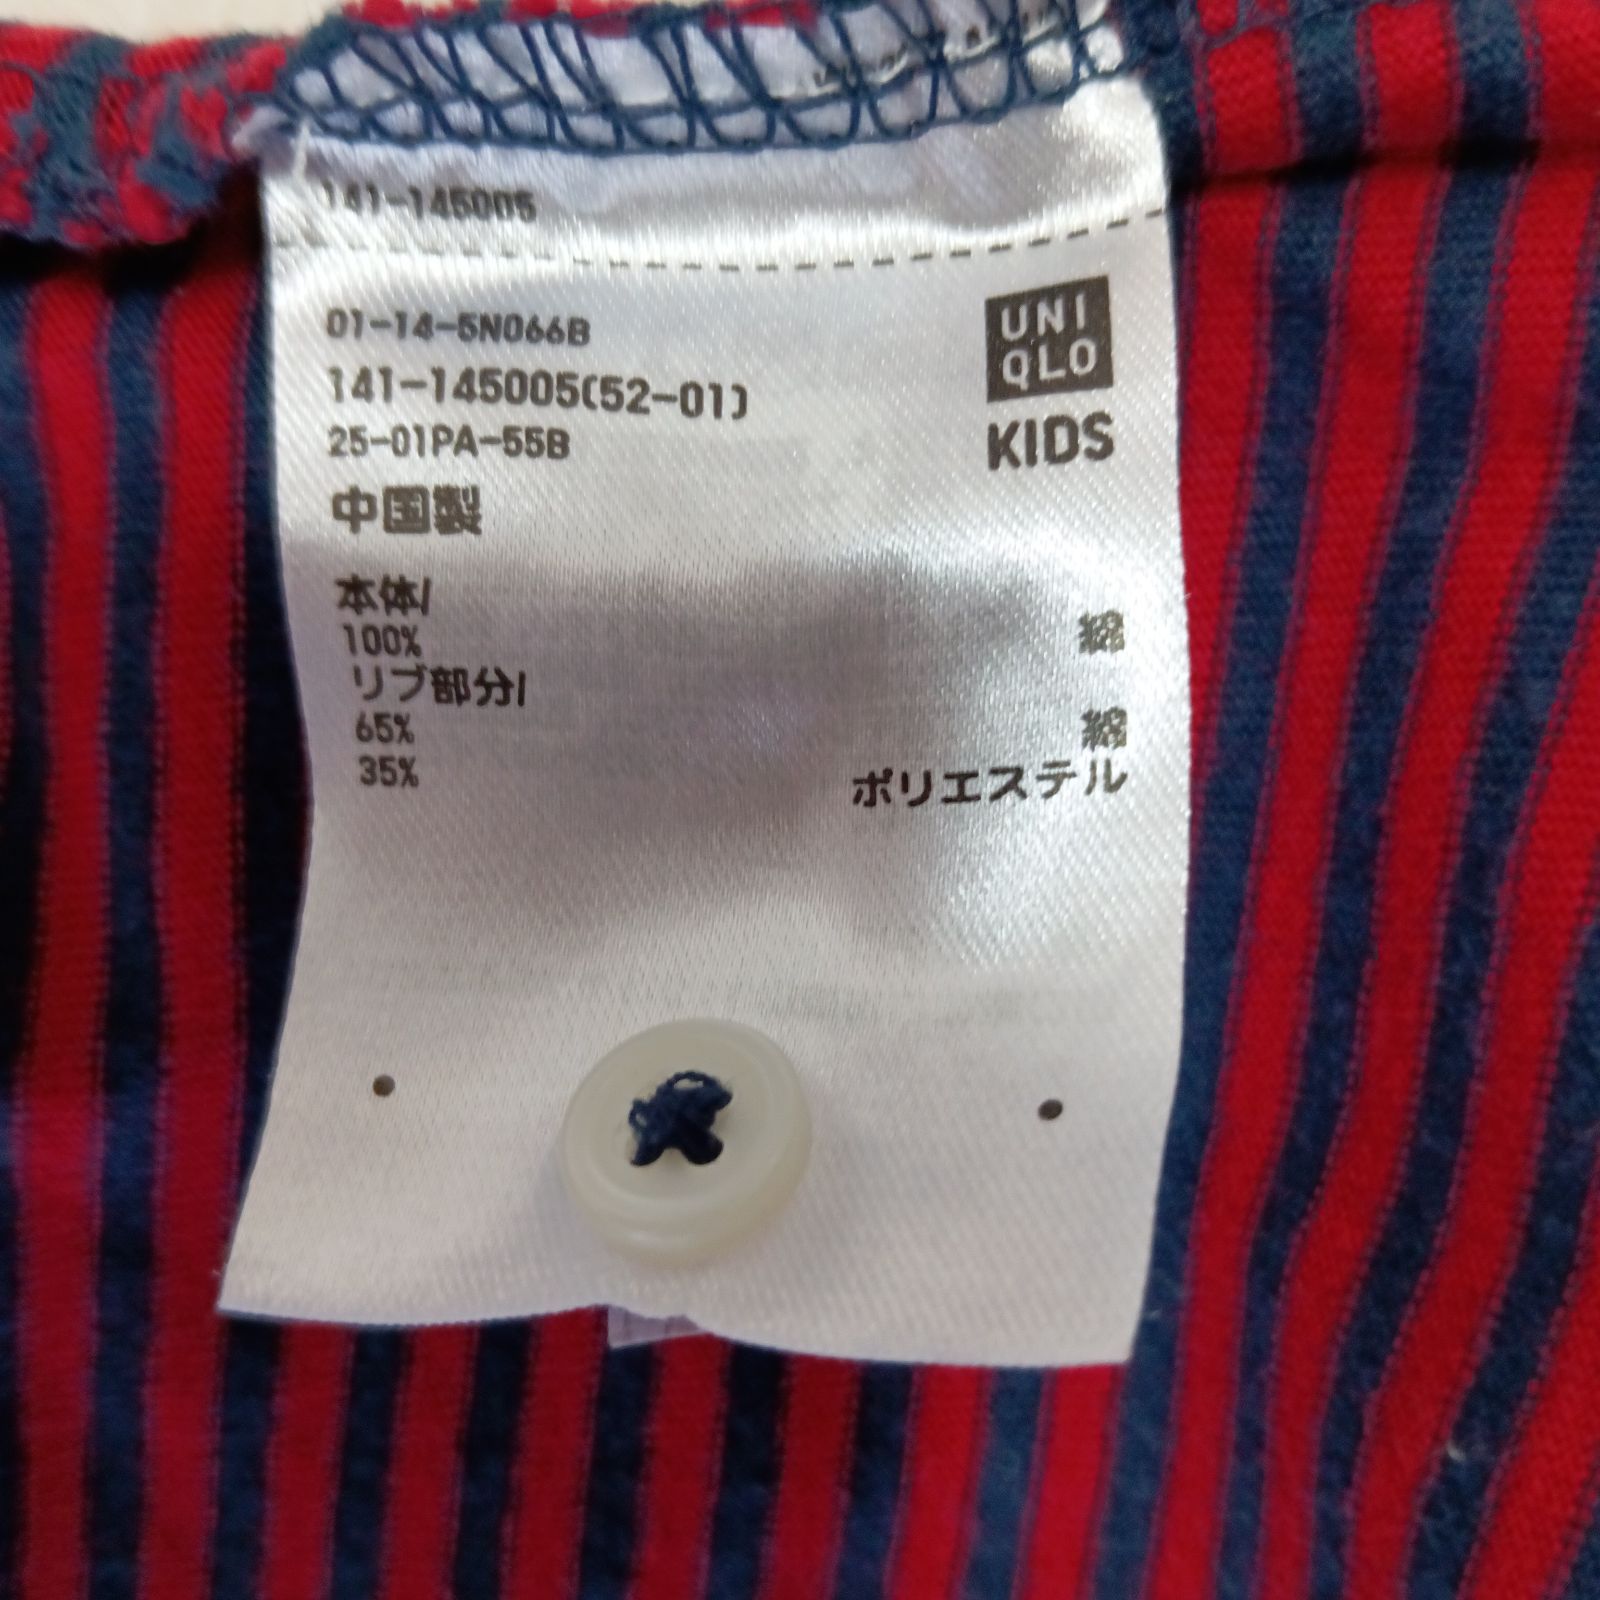 141-145005
01-14-5N066B
141-145005(52-01)
25-01PA-55B
中国製
UNI
QLO
KIDS
本体/
100% 綿
リブ部分/
65% 綿
35% ポリエステル